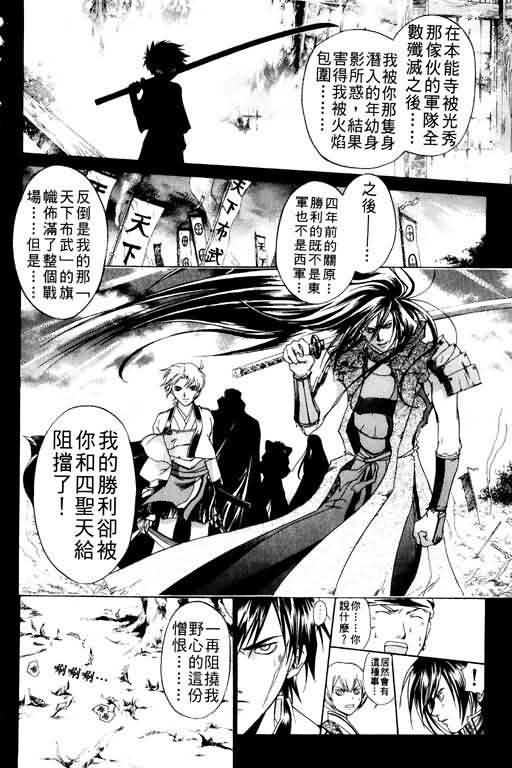 在本能寺被光秀
那傢伙的軍隊全
數殲滅之後……
我被你那隻身
潛入的年幼身
影所惑，結果
害得我被火焰
包圍……
之後──！
四年前的關原…
勝利的既不是東
軍也不是西軍…
反倒是我的那「
天下布武」的旗
幟佈滿了整個戰
場……但是…
天下布武
天下
我的勝利卻被
你和四聖天給
阻擋了！
！
居然會有
這種事…
你……你
說什麼？
一再阻撓我
野心的這份
憎恨………